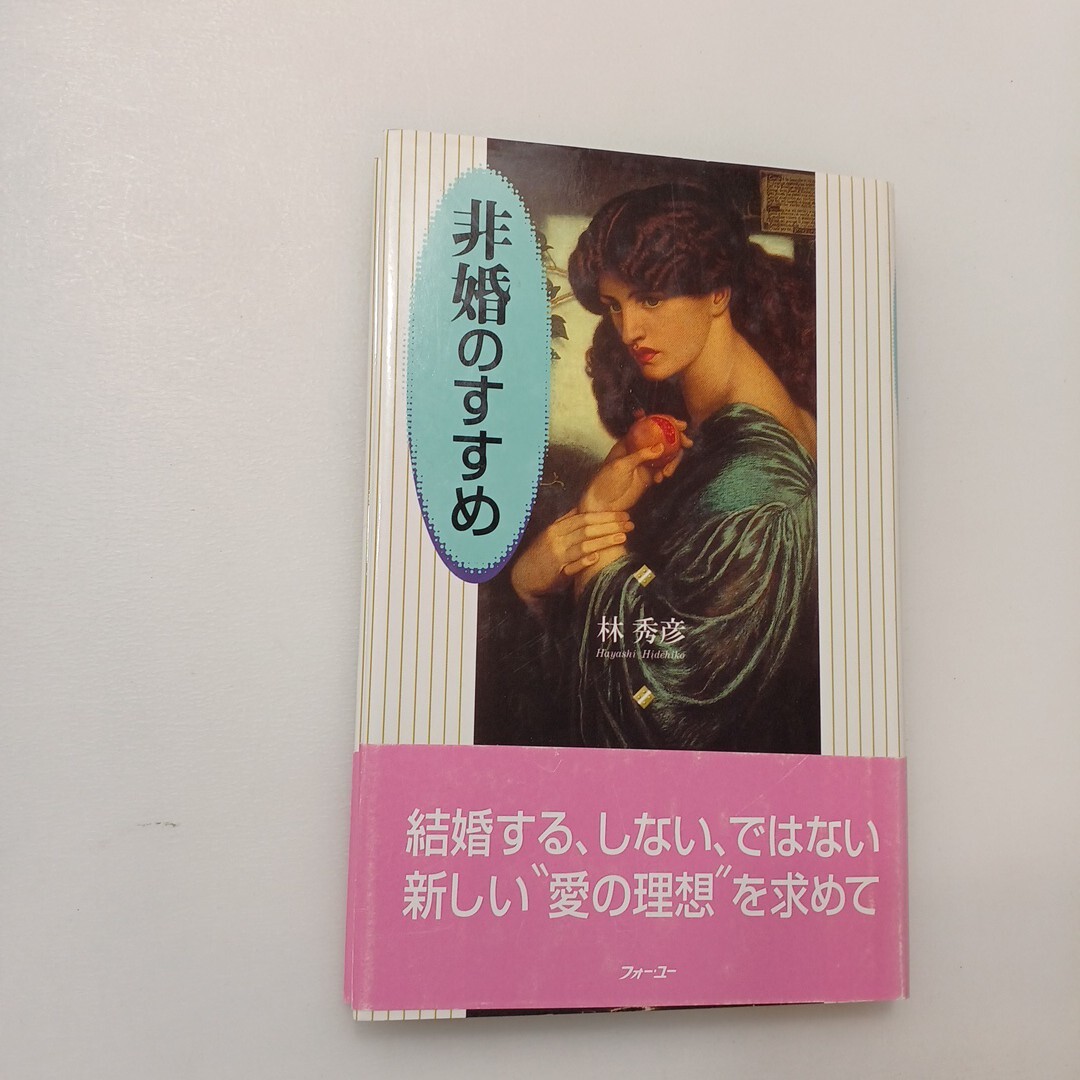 非婚のすすめ
林 秀彦
Hayashi Hidehiko
結婚する、しない、ではない
新しい〝愛の理想〟を求めて
フォー・ユー